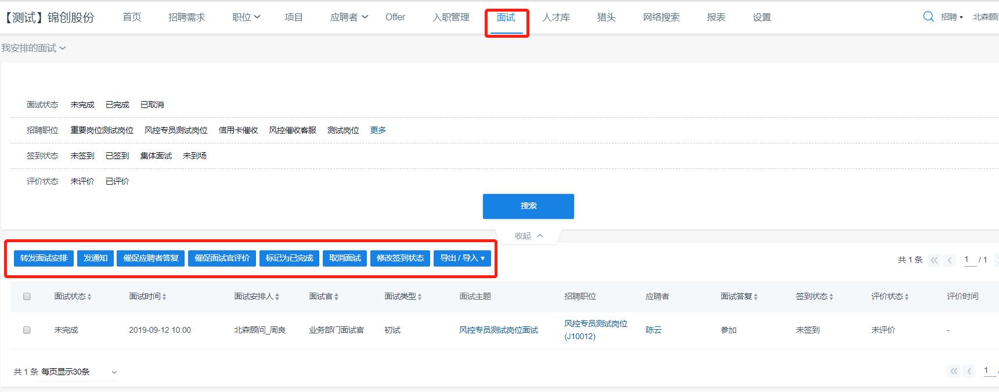 【测试】锦创股份 首页 招聘需求 职位 项目 应聘者 Offer 入职管理 面试 人才库 猎头 网络搜索 报表 设置 招聘 北森顾
我安排的面试
面试状态 未完成 已完成 已取消
招聘职位 重要岗位测试岗位 风控专员测试岗位 信用卡催收 风控催收客服 测试岗位 更多
签到状态 未签到 已签到 集体面试 未到场
评价状态 未评价 已评价
搜索
收起
转发面试安排 发通知 催促应聘者答复 催促面试官评价 标记为已完成 取消面试 修改签到状态 导出 / 导入 共 1 条 1 / 1
面试状态 面试时间 面试安排人 面试官 面试类型 面试主题 招聘职位 应聘者 面试答复 签到状态 评价状态 评价时间
未完成 2019-09-12 10:00 北森顾问_周良 业务部门面试官 初试 风控专员测试岗位面试 风控专员测试岗位 陈云 参加 未签到 未评价 -
(J10012)
共 1 条 每页显示30条 1 /